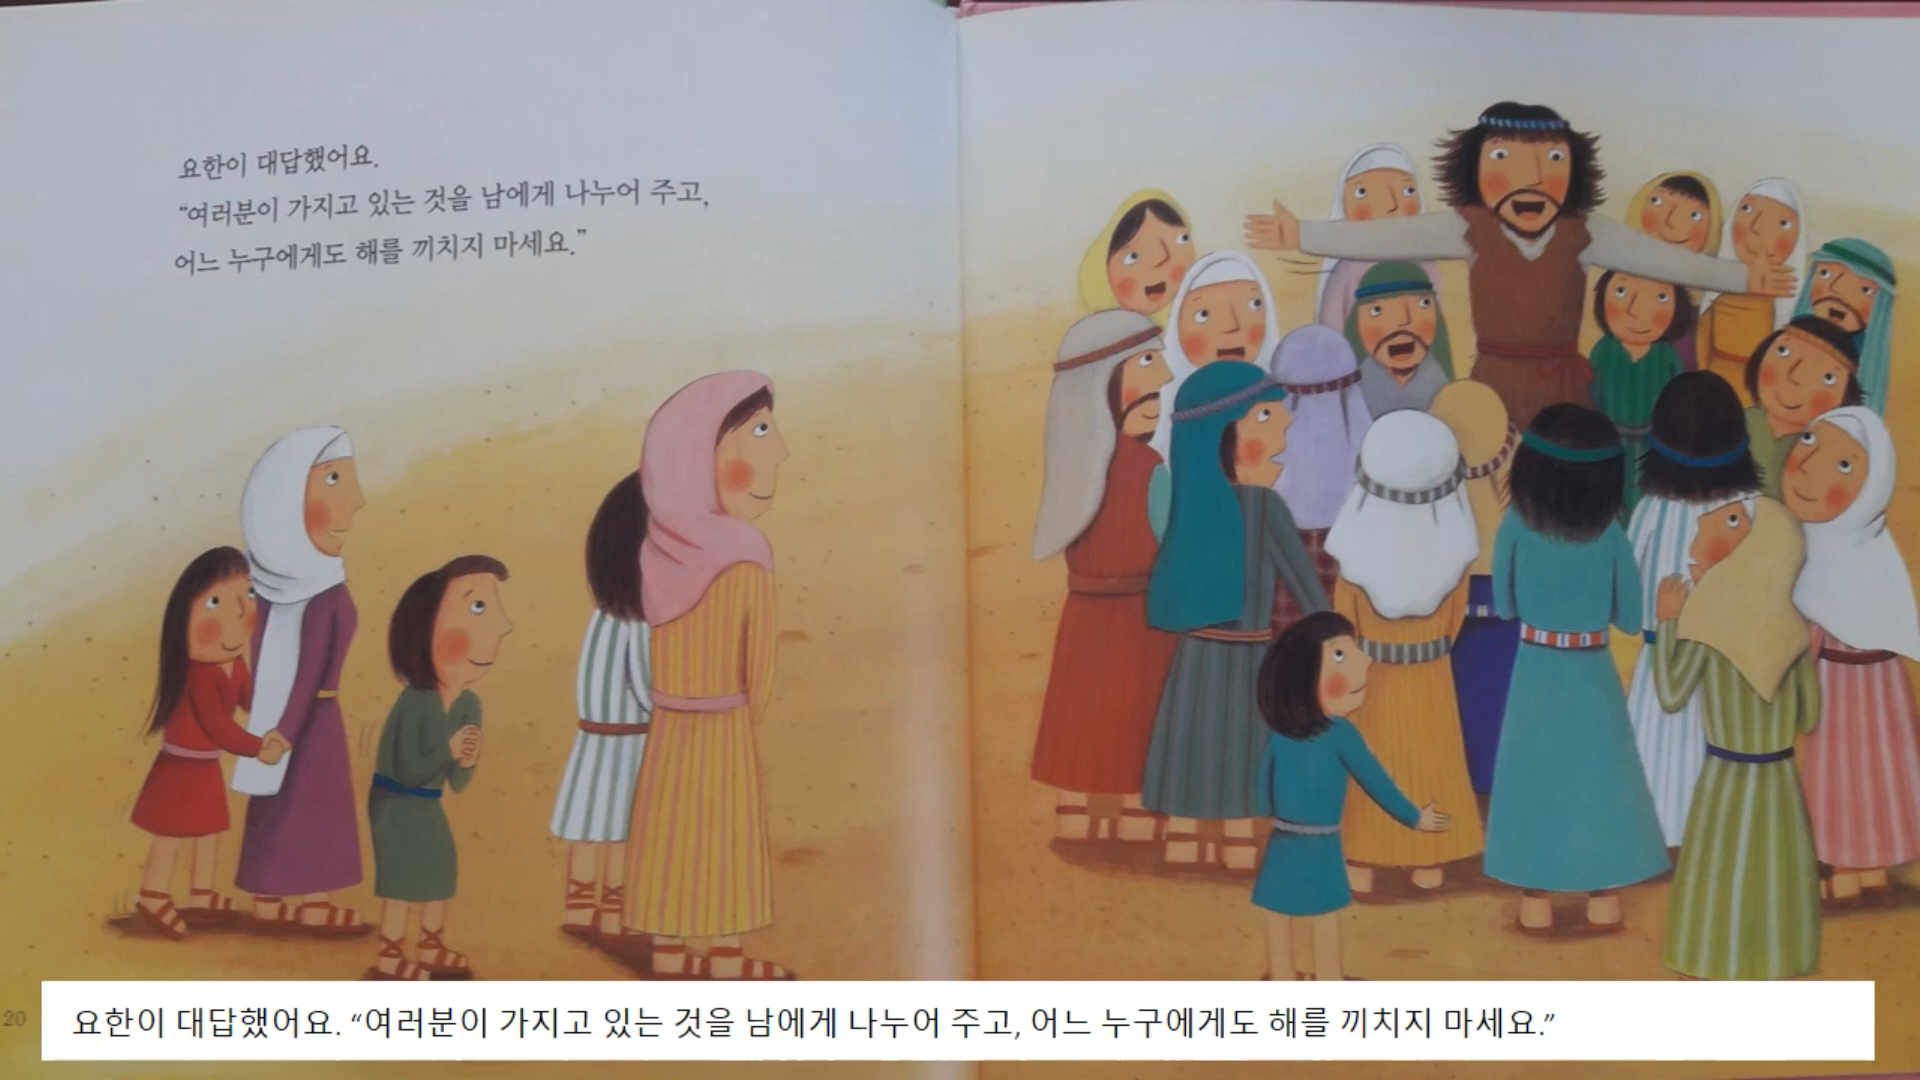 요한이 대답했어요.
“여러분이 가지고 있는 것을 남에게 나누어 주고,
어느 누구에게도 해를 끼치지 마세요.”
20
요한이 대답했어요. “여러분이 가지고 있는 것을 남에게 나누어 주고, 어느 누구에게도 해를 끼치지 마세요.”